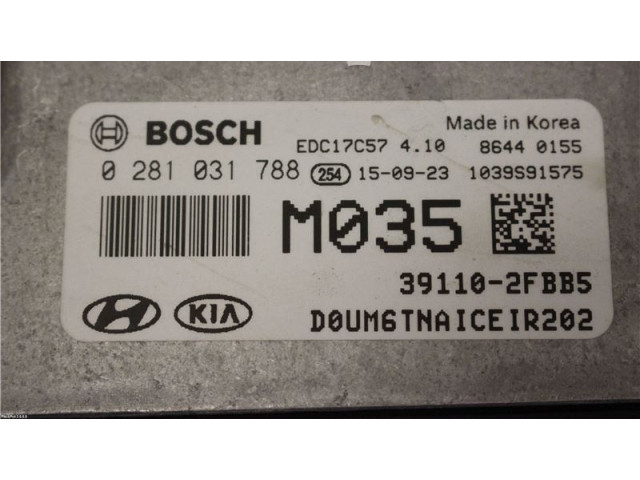 BOSCH EDC17C57 4.10 Made in Korea
8644 0155
0 281 031 788 254 15-09-23 1039S91575
M035
39110-2FBB5
KIA D0UM6TNAICEIR202